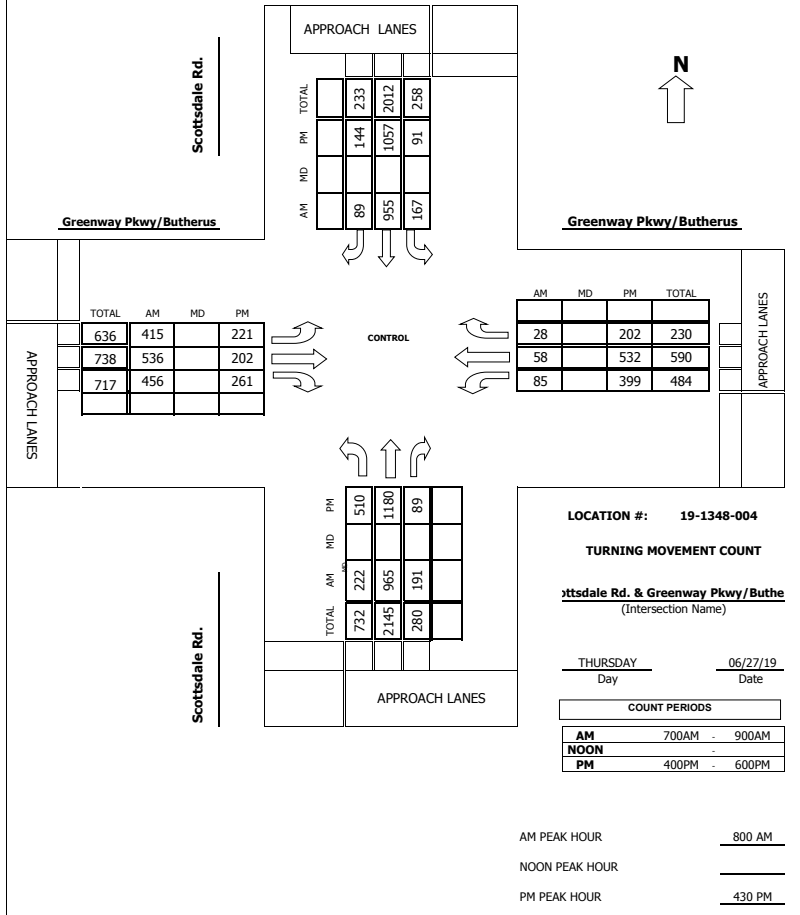 APPROACH LANES
Scottsdale Rd.
N
TOTAL 233 2012 258
PM 144 1057 91
MD
AM 89 955 167
Greenway Pkwy/Butherus
Greenway Pkwy/Butherus
TOTAL AM MD PM
636 415 221
738 536 202
717 456 261
APPROACH LANES
CONTROL
AM MD PM TOTAL
28 202 230
58 532 590
85 399 484
APPROACH LANES
PM 510 1180 89
MD
MD
AM 222 965 191
TOTAL 732 2145 280
Scottsdale Rd.
APPROACH LANES
LOCATION #: 19-1348-004
TURNING MOVEMENT COUNT
ottsdale Rd. & Greenway Pkwy/Buthe
(Intersection Name)
THURSDAY 06/27/19
Day Date
COUNT PERIODS
AM 700AM - 900AM
NOON -
PM 400PM - 600PM
AM PEAK HOUR 800 AM
NOON PEAK HOUR
PM PEAK HOUR 430 PM